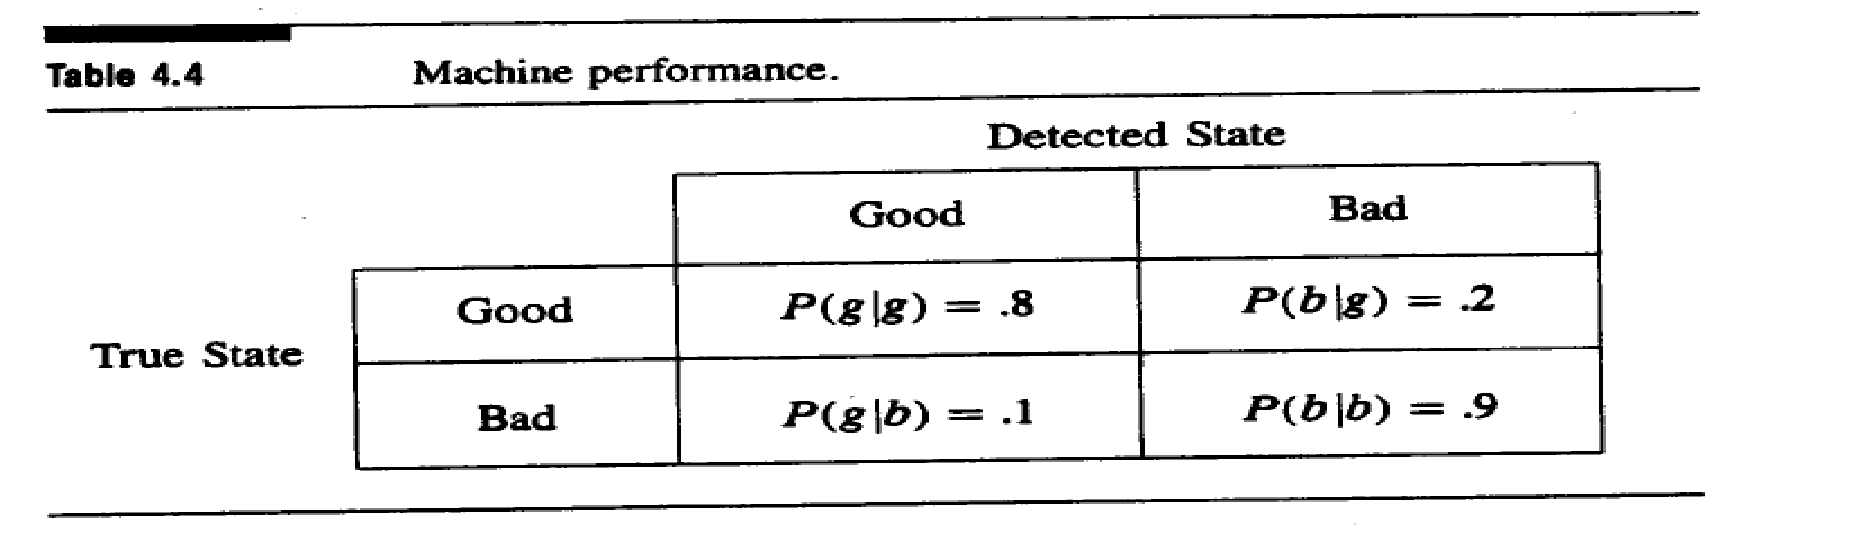 Table 4.4 Machine performance.
Detected State
Good Bad
Good P(g|g) = .8 P(b|g) = .2
True State
Bad P(g|b) = .1 P(b|b) = .9